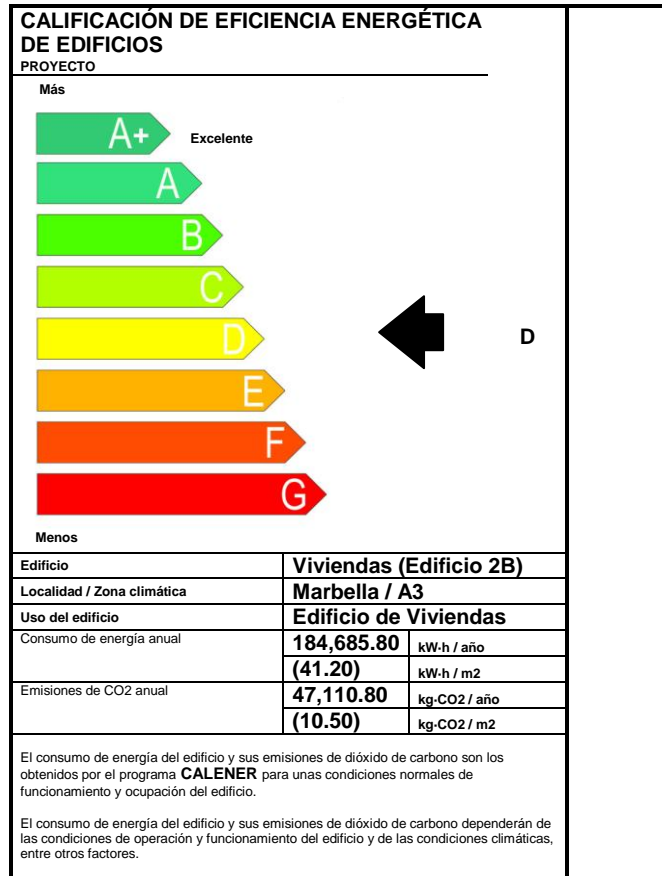 CALIFICACIÓN DE EFICIENCIA ENERGÉTICA
DE EDIFICIOS
PROYECTO
Más
A+
Excelente
A
B
C
D
D
E
F
G
Menos
Edificio
Viviendas (Edificio 2B)
Localidad / Zona climática
Marbella / A3
Uso del edificio
Edificio de Viviendas
Consumo de energía anual
184,685.80 kW·h / año
(41.20) kW·h / m2
Emisiones de CO2 anual
47,110.80 kg·CO2 / año
(10.50) kg·CO2 / m2
El consumo de energía del edificio y sus emisiones de dióxido de carbono son los
obtenidos por el programa CALENER para unas condiciones normales de
funcionamiento y ocupación del edificio.
El consumo de energía del edificio y sus emisiones de dióxido de carbono dependerán de
las condiciones de operación y funcionamiento del edificio y de las condiciones climáticas,
entre otros factores.